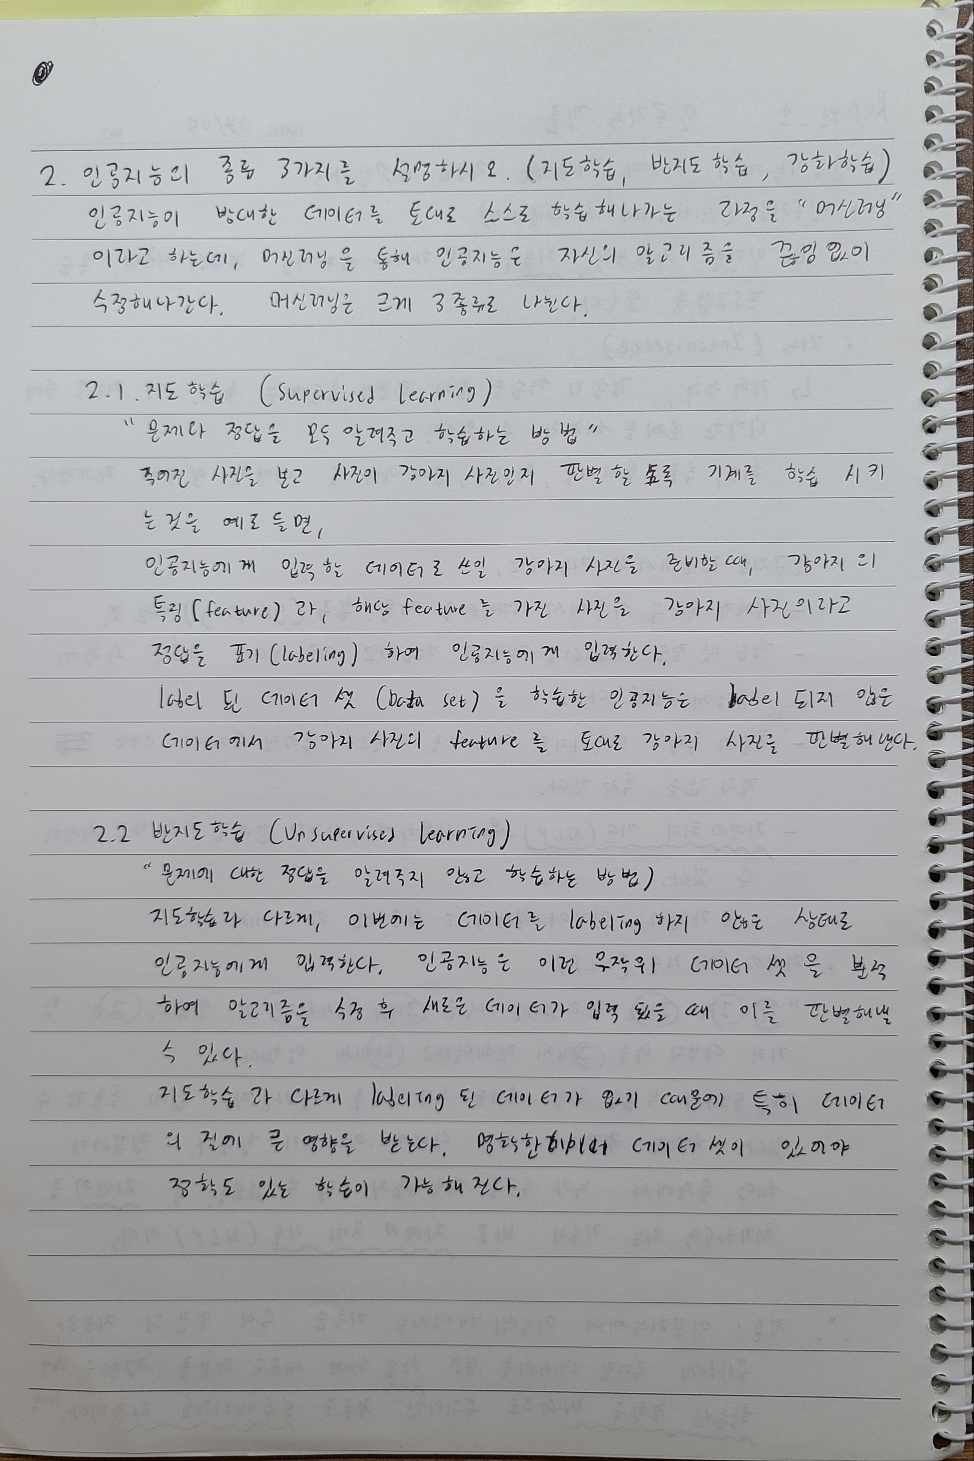 2. 인공지능의 종류 3가지를 설명하시오. (지도학습, 반지도학습, 강화학습)
인공지능이 방대한 데이터를 토대로 스스로 학습해나가는 과정을 "머신러닝"
이라고 하는데, 머신러닝을 통해 인공지능은 자신의 알고리즘을 끊임없이
수정해나간다. 머신러닝은 크게 3종류로 나뉜다.
2.1. 지도학습 (Supervised Learning)
"문제와 정답을 모두 알려주고 학습하는 방법"
주어진 사진을 보고 사진이 강아지 사진인지 판별할 록 기계를 학습 시키
는것을 예로 들면,
인공지능에게 입력할 데이터로 쓰일 강아지 사진을 준비할때, 강아지의
특징(feature)과, 해당 feature를 가진 사진을 강아지 사진이라고
정답을 표기(labeling)하여 인공지능에게 입력한다.
label 된 데이터 셋(Data set)을 학습한 인공지능은 label 되지 않은
데이터에서 강아지 사진의 feature를 토대로 강아지 사진을 판별해낸다.
2.2 반지도학습 (Unsupervised Learning)
"문제에 대한 정답을 알려주지 않고 학습하는 방법)
지도학습과 다르게, 이번에는 데이터를 labeling하지 않은 상태로
인공지능에게 입력한다. 인공지능은 이런 무작위 데이터 셋을 분석
하여 알고리즘을 수정 후 새로운 데이터가 입력 됐을 때 이를 판별해낼
수 있다.
지도학습과 다르게 labeling 된 데이터가 없기 때문에 특히 데이터
의 질에 큰 영향을 받는다. 명확한 데이터 셋이 있어야
정확도 있는 학습이 가능해진다.